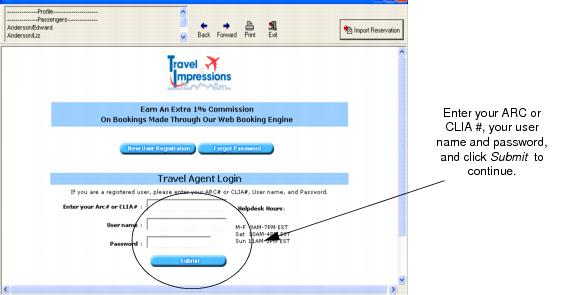 ---------------Profile---------------------
---------------Passengers--------------
Anderson/Edward
Anderson/Liz
Back Forward Print Exit
Import Reservation
Travel
Impressions
Earn An Extra 1% Commission
On Bookings Made Through Our Web Booking Engine
New User Registration Forgot Password
Travel Agent Login
If you are a registered user, please enter your ARC# or CLIA#, User name, and Password.
Enter your Arc# or CLIA# : Helpdesk Hours:
User name :
M-F 9AM-7PM EST
Sat 10AM-4PM EST
Password :
Sun 11AM-3PM EST
Submit
Enter your ARC or
CLIA #, your user
name and password,
and click Submit to
continue.